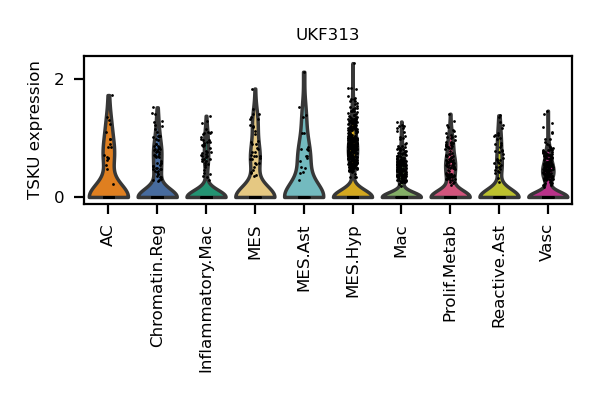 UKF313
TSKU expression
2
0
AC
Chromatin.Reg
Inflammatory.Mac
MES
MES.Ast
MES.Hyp
Mac
Prolif.Metab
Reactive.Ast
Vasc